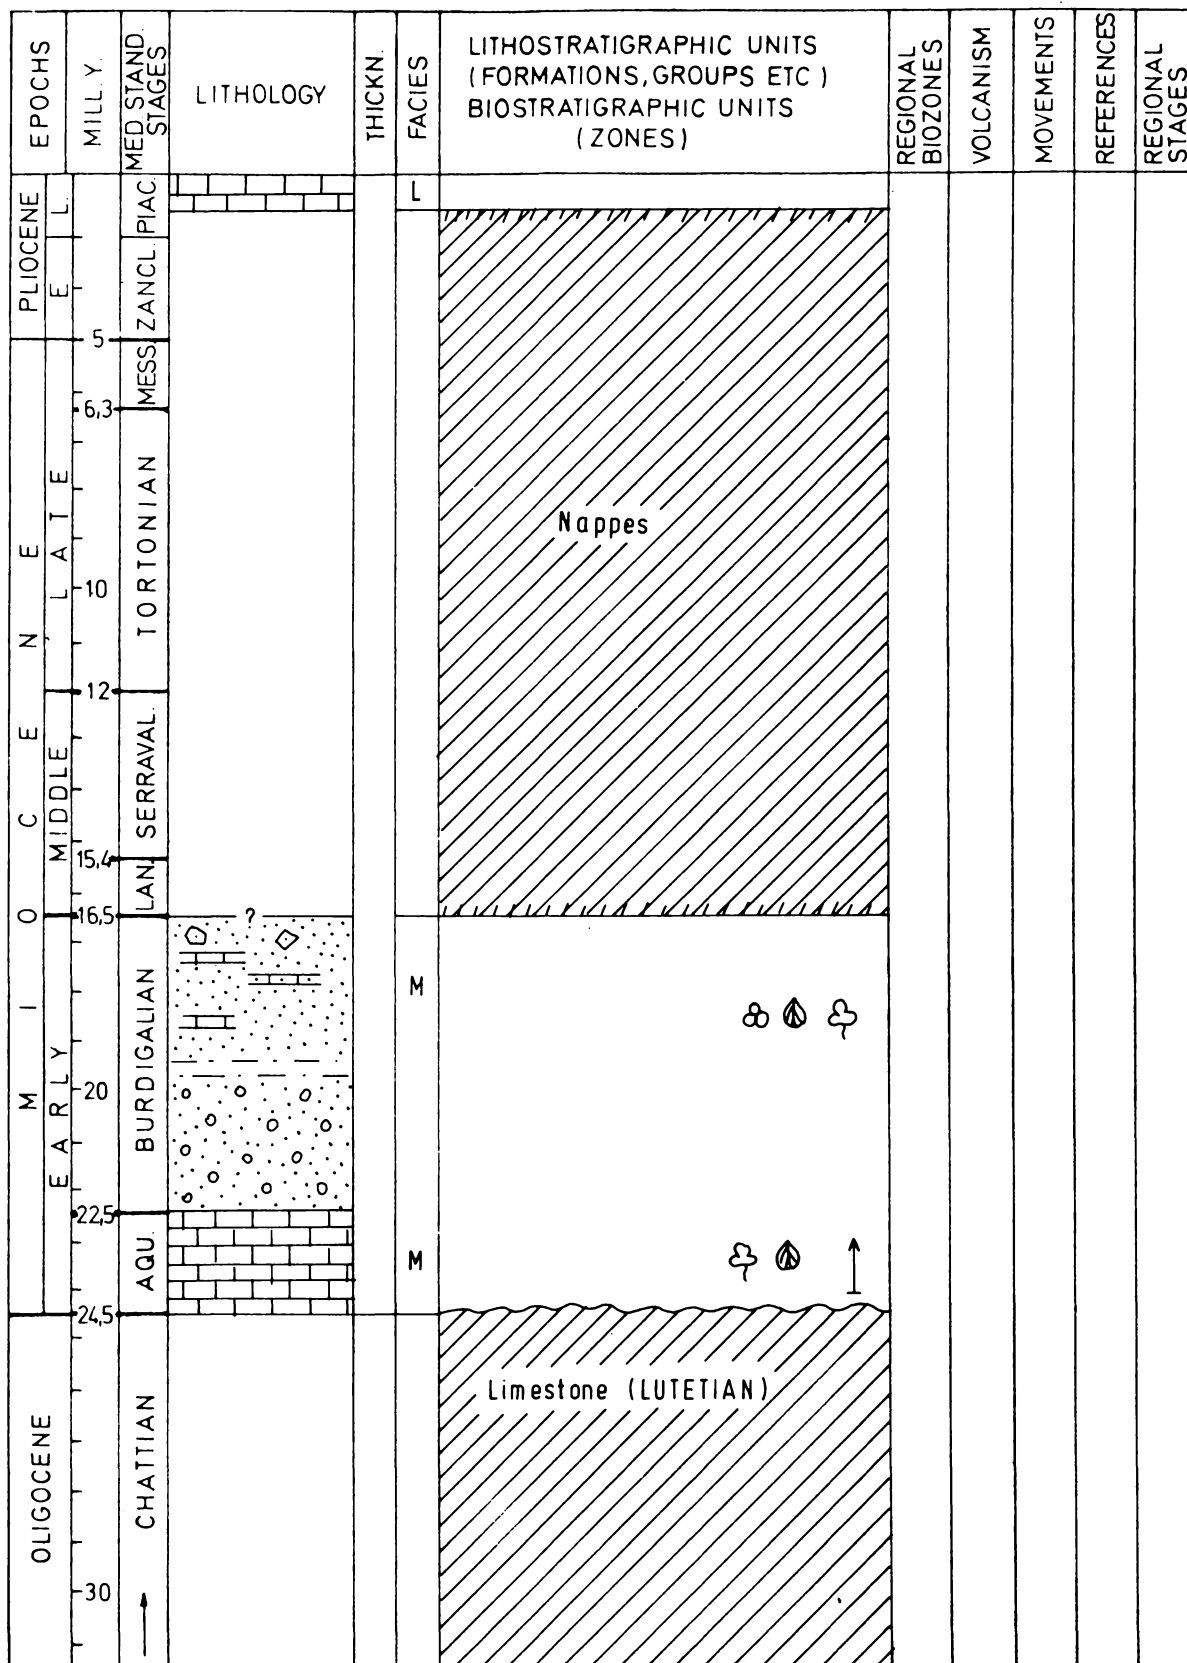 EPOCHS
MILL.Y.
MED.STAND.
STAGES
LITHOLOGY
THICKN.
FACIES
LITHOSTRATIGRAPHIC UNITS
(FORMATIONS, GROUPS ETC )
BIOSTRATIGRAPHIC UNITS
(ZONES)
REGIONAL
BIOZONES
VOLCANISM
MOVEMENTS
REFERENCES
REGIONAL
STAGES
PLIOCENE
L.
E
PIAC.
L
ZANCL.
5
MIOCENE
LATE
MESS.
6,3
TORTONIAN
Nappes
10
12
MIDDLE
SERRAVAL.
15,4
LAN.
16,5
?
EARLY
BURDIGALIAN
M
20
22,5
AQU.
M
24,5
OLIGOCENE
CHATTIAN
Limestone (LUTETIAN)
30